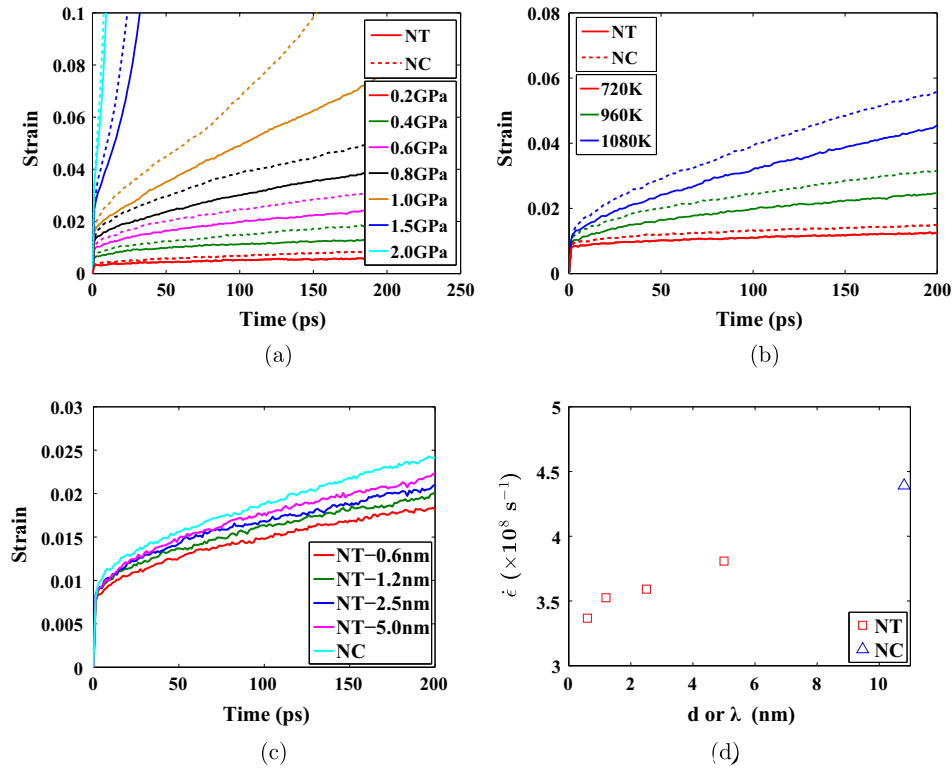 0.1
0.08
0.06
0.04
0.02
0
Strain
0 50 100 150 200 250
Time (ps)
NT
NC
0.2GPa
0.4GPa
0.6GPa
0.8GPa
1.0GPa
1.5GPa
2.0GPa
(a)
0.08
0.06
0.04
0.02
0
Strain
0 50 100 150 200
Time (ps)
NT
NC
720K
960K
1080K
(b)
0.03
0.025
0.02
0.015
0.01
0.005
0
Strain
0 50 100 150 200
Time (ps)
NT−0.6nm
NT−1.2nm
NT−2.5nm
NT−5.0nm
NC
(c)
5
4.5
4
3.5
3
ϵ̇ (×10⁸ s⁻¹)
0 2 4 6 8 10
d or λ (nm)
NT
NC
(d)